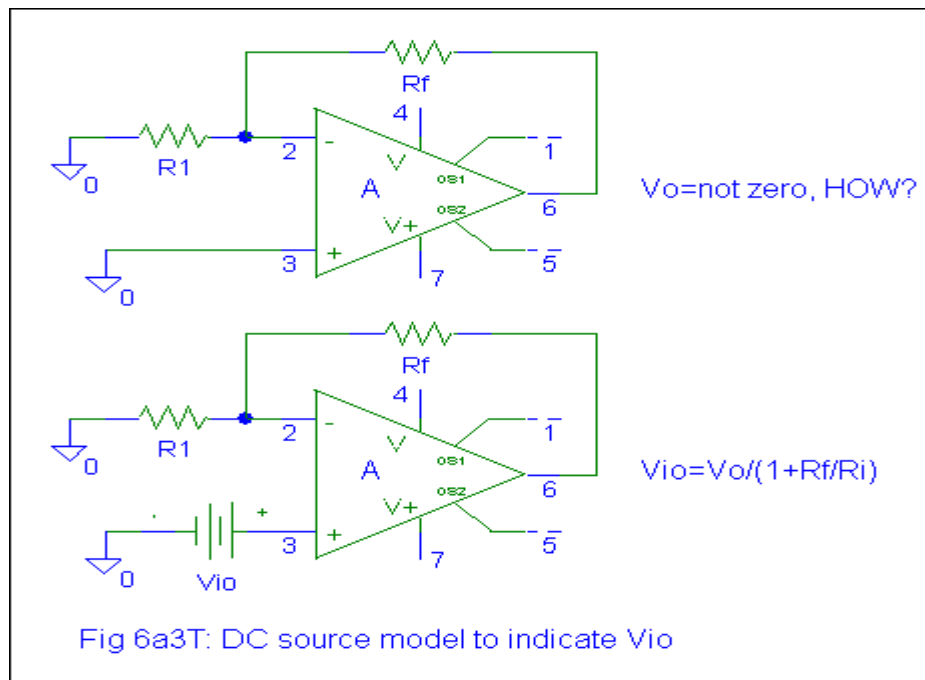 Rf
4
2
-
1
R1
V
OS1
0
A
6
Vo=not zero, HOW?
OS2
V+
3
+
5
0
7
Rf
4
2
-
1
R1
V
OS1
0
A
6
Vio=Vo/(1+Rf/Ri)
OS2
V+
- +
3
+
5
0
Vio
7
Fig 6a3T: DC source model to indicate Vio